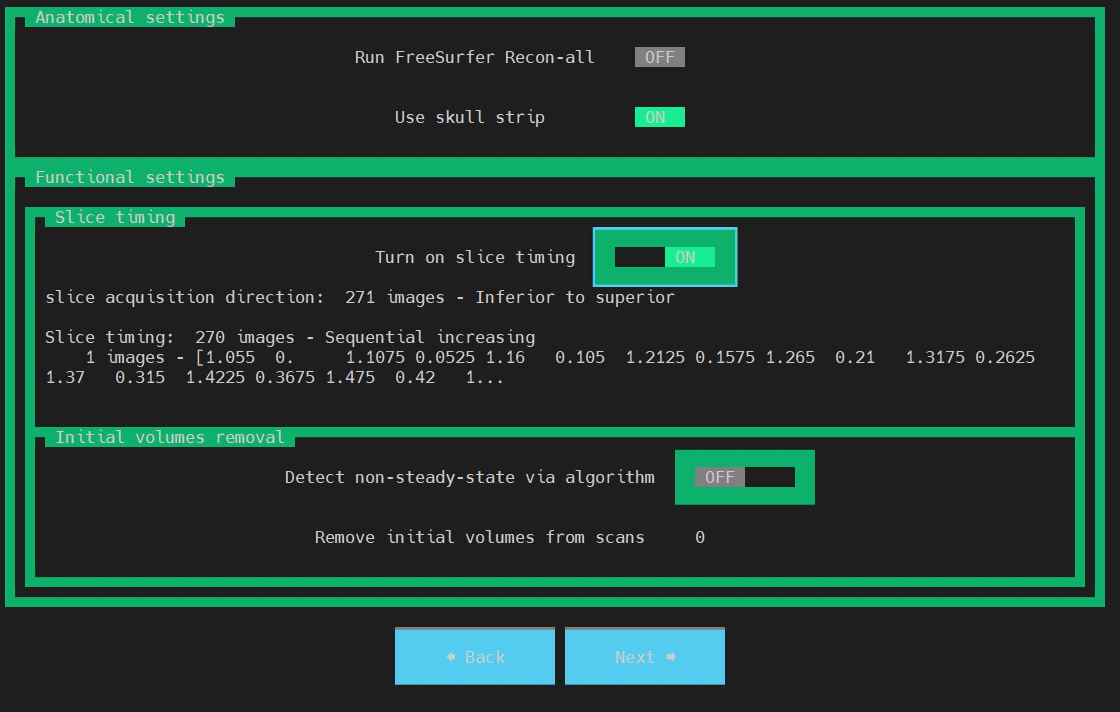 Anatomical settings
Run FreeSurfer Recon-all OFF
Use skull strip ON
Functional settings
Slice timing
Turn on slice timing ON
slice acquisition direction:  271 images - Inferior to superior
Slice timing:  270 images - Sequential increasing
    1 images - [1.055  0.     1.1075 0.0525 1.16   0.105  1.2125 0.1575 1.265  0.21   1.3175 0.2625
1.37   0.315  1.4225 0.3675 1.475  0.42   1...
Initial volumes removal
Detect non-steady-state via algorithm OFF
Remove initial volumes from scans 0
🠸 Back Next 🠺